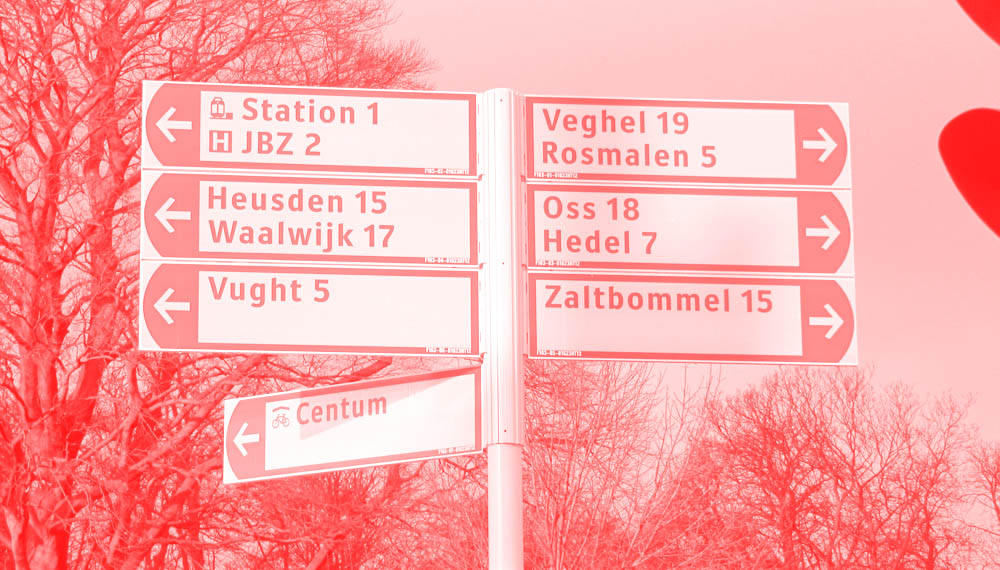 Station 1
H JBZ 2
Heusden 15
Waalwijk 17
Vught 5
Centum
Veghel 19
Rosmalen 5
Oss 18
Hedel 7
Zaltbommel 15